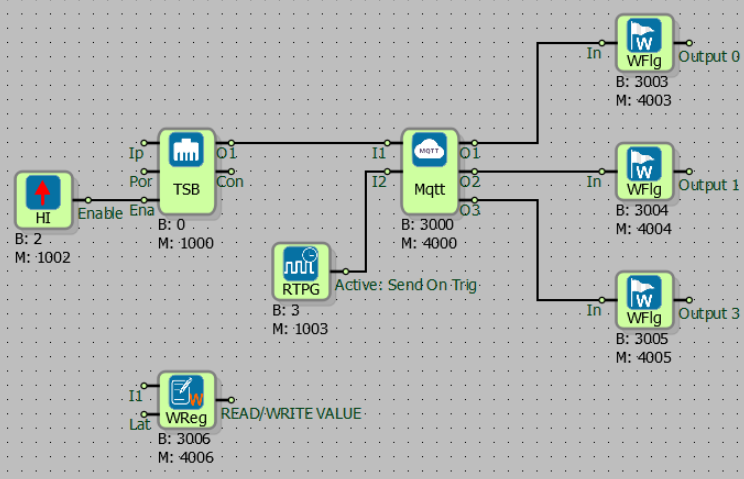 WFlg
In
Output 0
B: 3003
M: 4003
Ip
O1
Por
Con
TSB
Ena
B: 0
M: 1000
MQTT
I1
O1
I2
O2
Mqtt
O3
B: 3000
M: 4000
WFlg
In
Output 1
B: 3004
M: 4004
HI
Enable
B: 2
M: 1002
RTPG
Active: Send On Trig
B: 3
M: 1003
WFlg
In
Output 3
B: 3005
M: 4005
I1
W
WReg
Lat
READ/WRITE VALUE
B: 3006
M: 4006